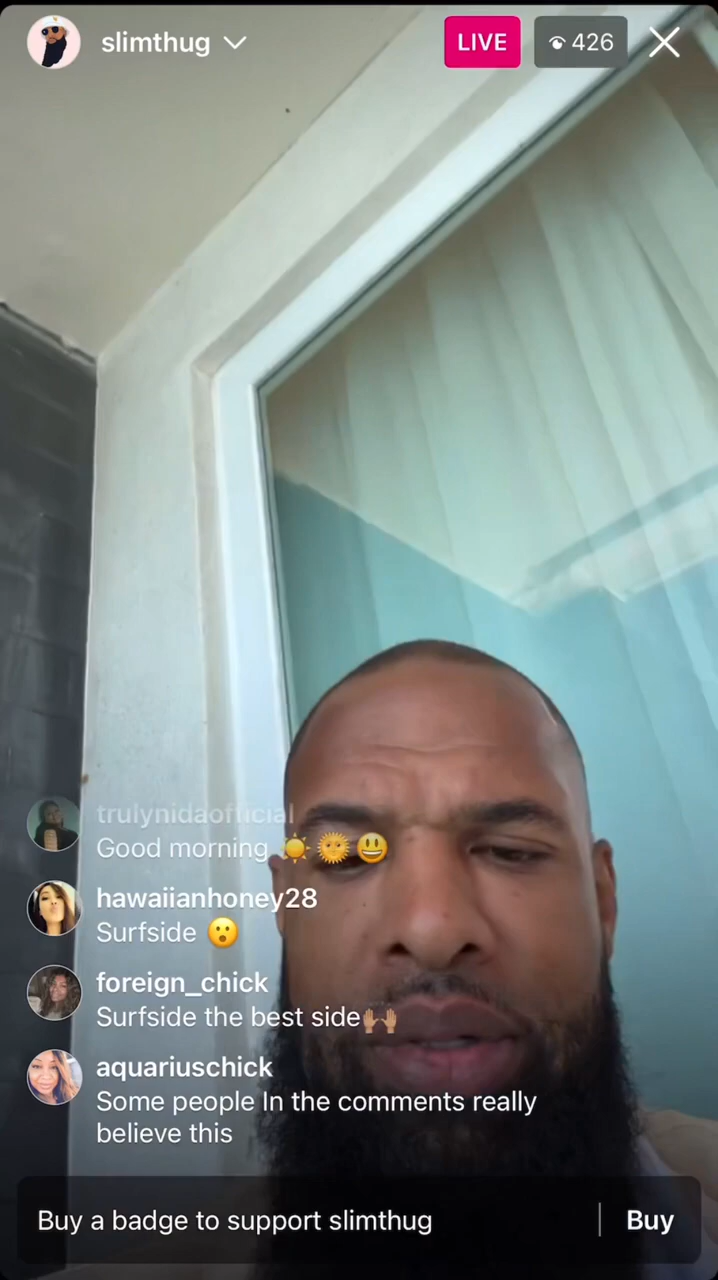 slimthug
LIVE
426
trulynidaofficial
Good morning ☀️🌞😃
hawaiianhoney28
Surfside 😮
foreign_chick
Surfside the best side🙌🏽
aquariuschick
Some people In the comments really
believe this
Buy a badge to support slimthug
Buy